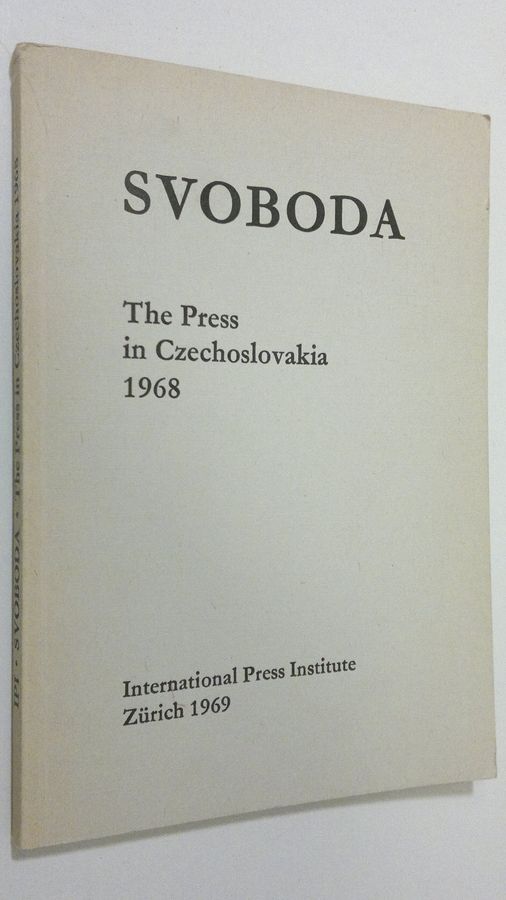 SVOBODA
The Press
in Czechoslovakia
1968
International Press Institute
Zürich 1969
IPI · SVOBODA · The Press in Czechoslovakia 1968